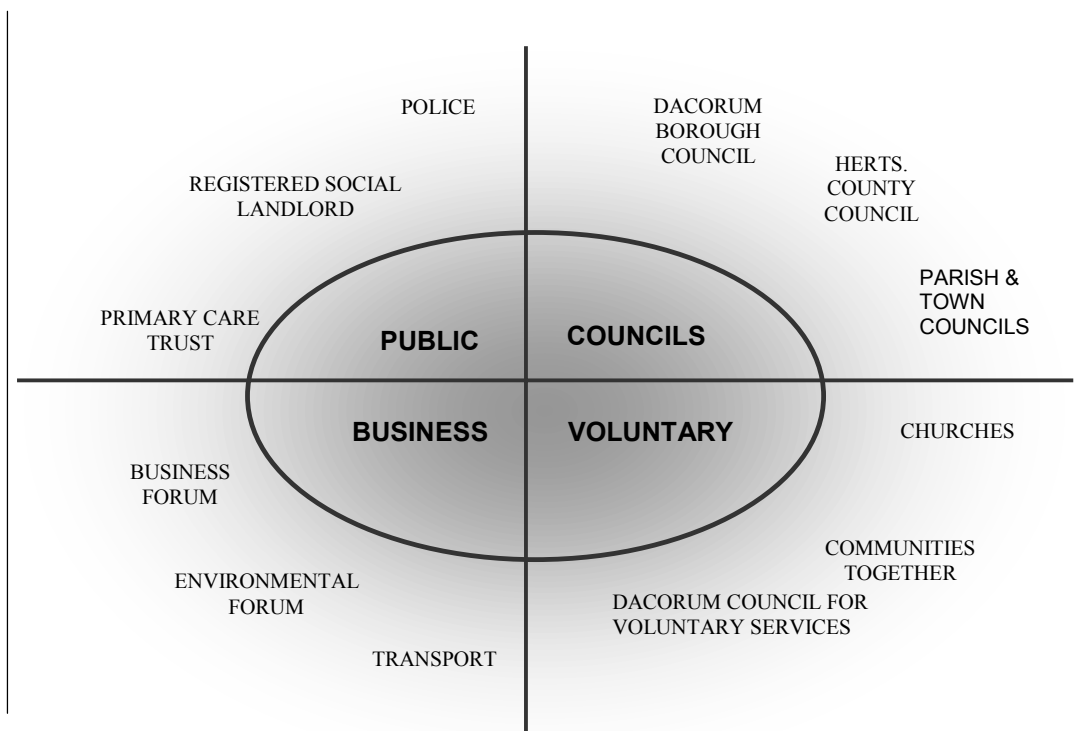 POLICE
DACORUM
BOROUGH
COUNCIL
HERTS.
COUNTY
COUNCIL
REGISTERED SOCIAL
LANDLORD
PARISH &
TOWN
COUNCILS
PRIMARY CARE
TRUST
PUBLIC
COUNCILS
BUSINESS
VOLUNTARY
CHURCHES
BUSINESS
FORUM
COMMUNITIES
TOGETHER
ENVIRONMENTAL
FORUM
DACORUM COUNCIL FOR
VOLUNTARY SERVICES
TRANSPORT